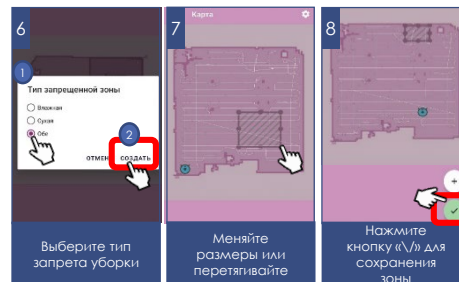 6
1
Тип запрещенной зоны
Влажная
Сухая
Обе
2
ОТМЕН СОЗДАТЬ
Выберите тип
запрета уборки
7
Карта
Меняйте
размеры или
перетягивайте
8
+
Нажмите
кнопку «\/» для
сохранения
зоны